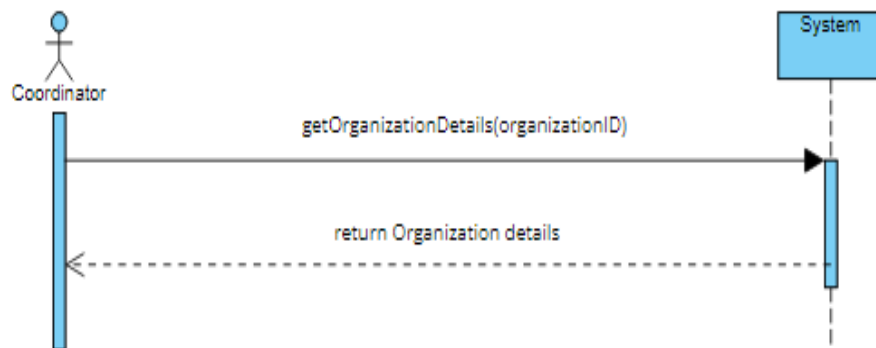 System
Coordinator
getOrganizationDetails(organizationID)
return Organization details